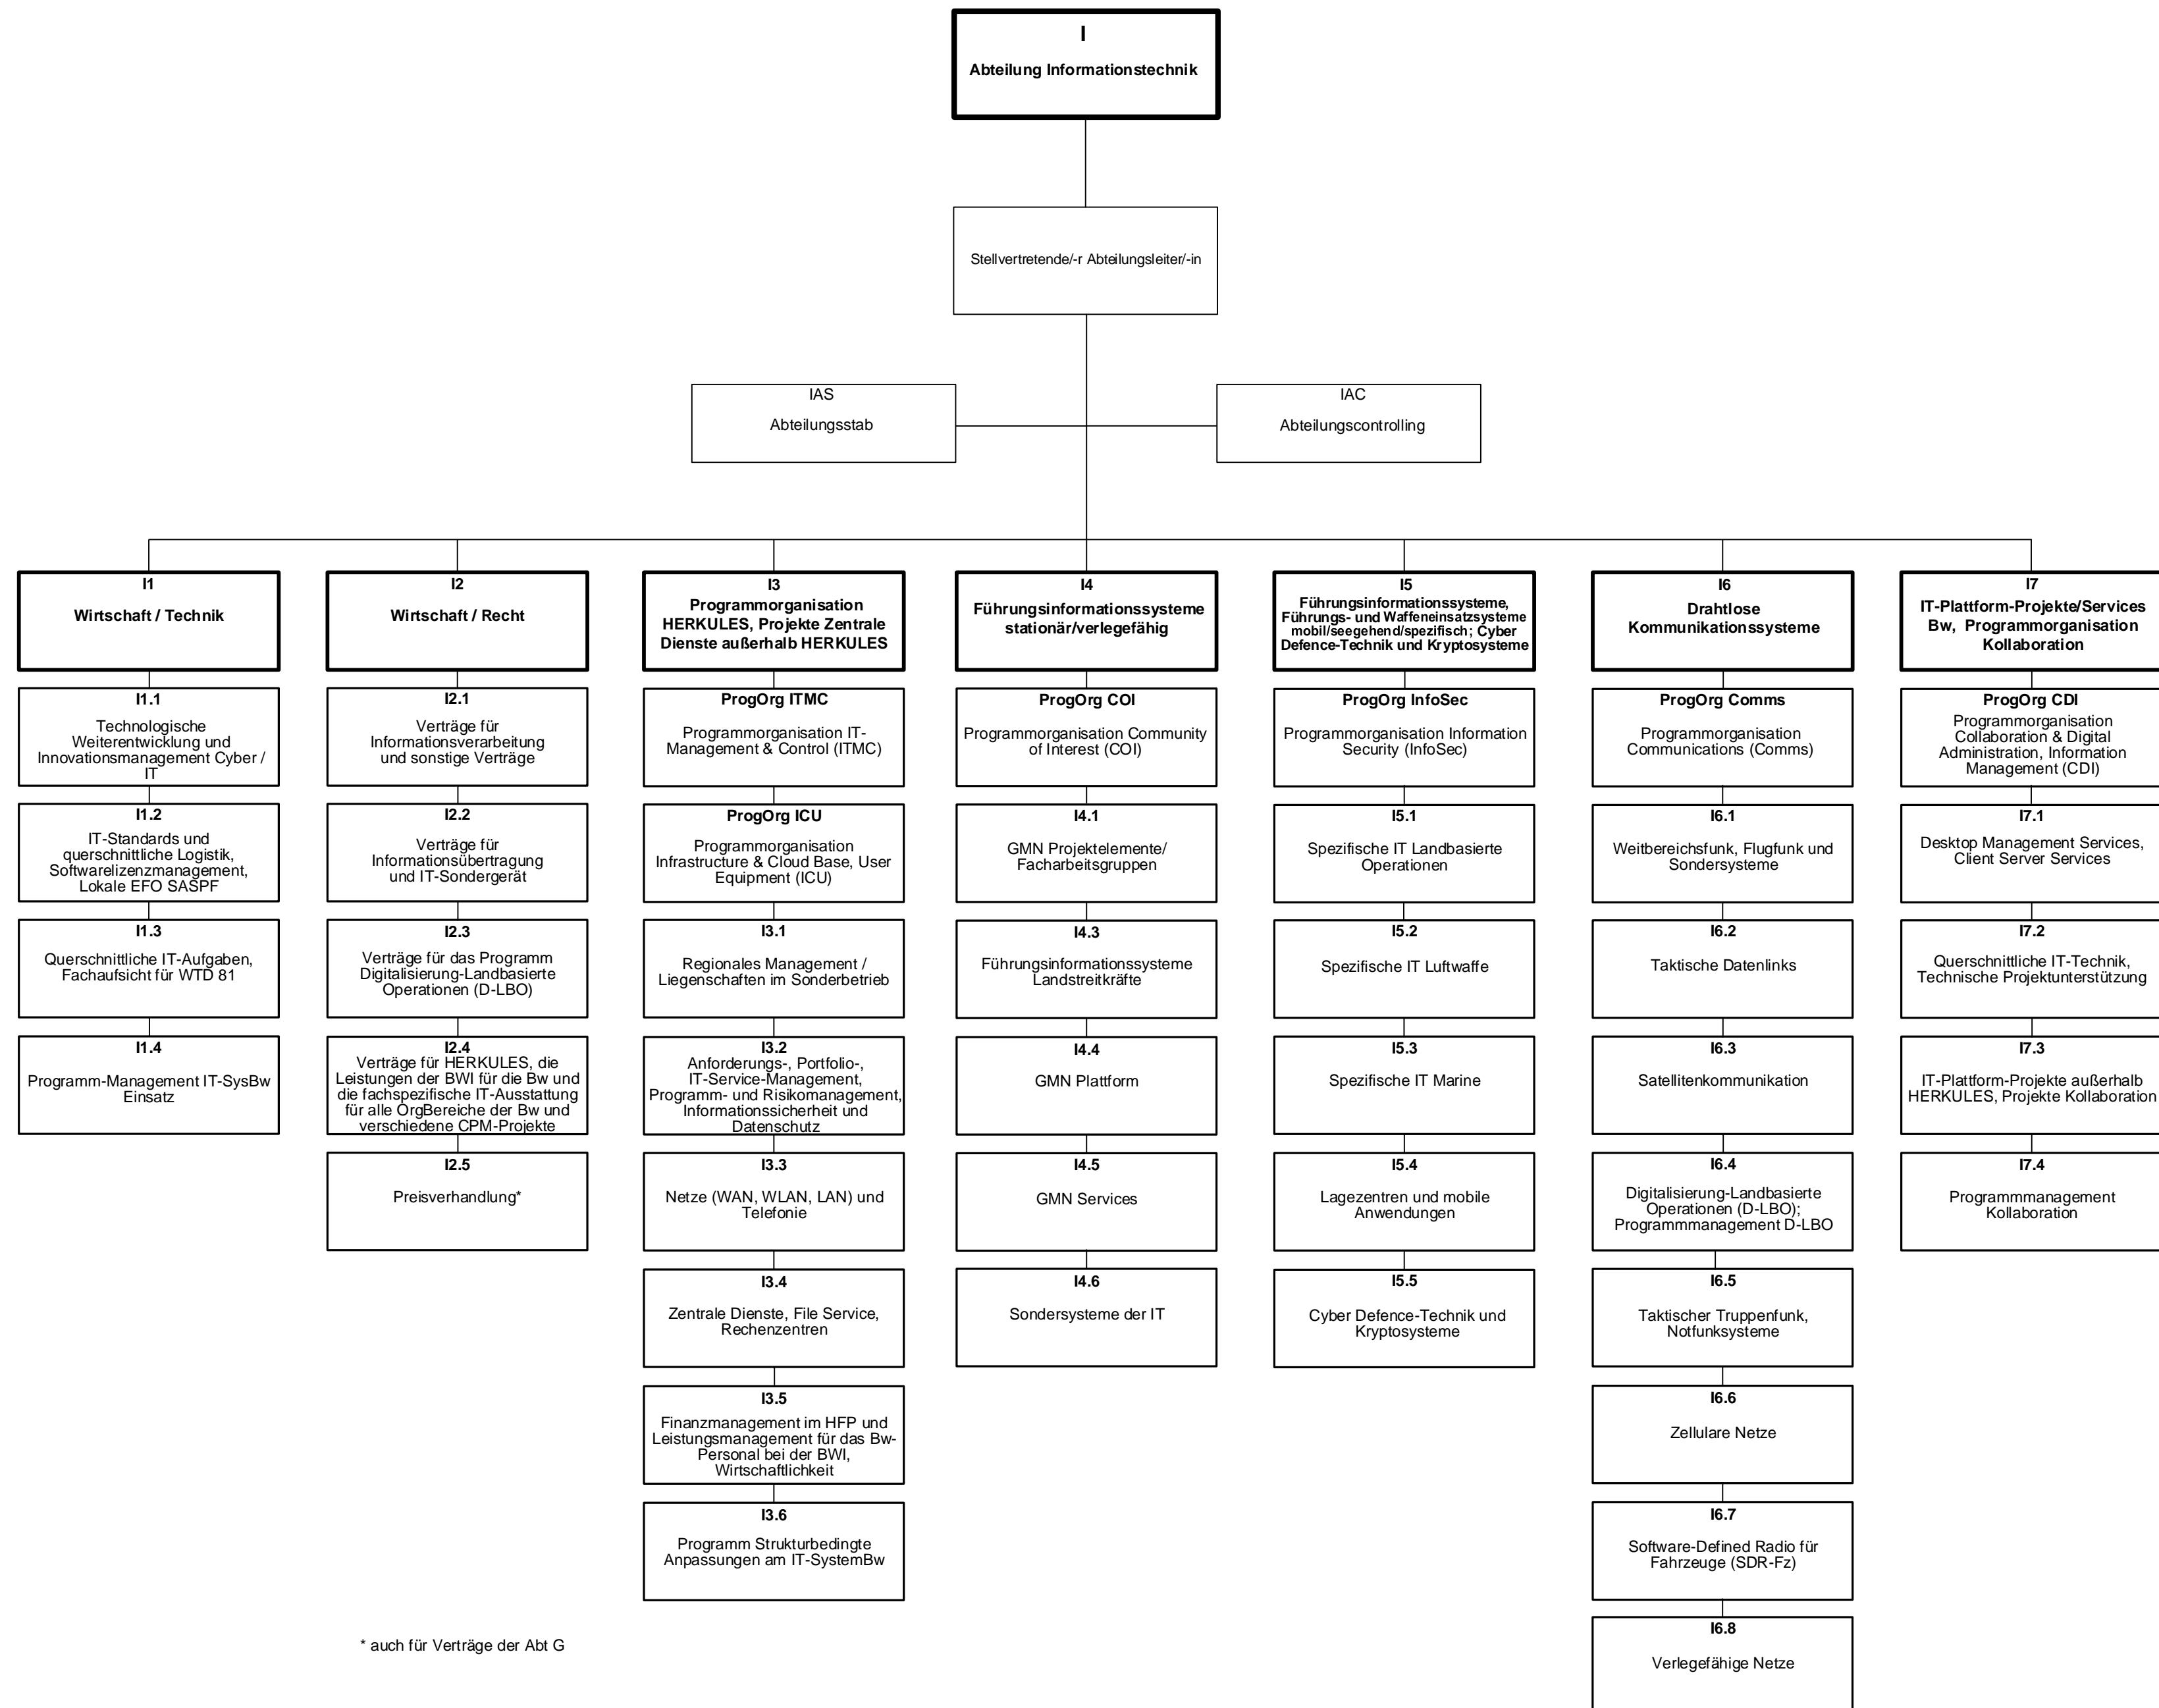 I
Abteilung Informationstechnik
Stellvertretende/-r Abteilungsleiter/-in
IAS
Abteilungsstab
IAC
Abteilungscontrolling
I1
Wirtschaft / Technik
I1.1
Technologische
Weiterentwicklung und
Innovationsmanagement Cyber /
IT
I1.2
IT-Standards und
querschnittliche Logistik,
Softwarelizenzmanagement,
Lokale EFO SASPF
I1.3
Querschnittliche IT-Aufgaben,
Fachaufsicht für WTD 81
I1.4
Programm-Management IT-SysBw
Einsatz
I2
Wirtschaft / Recht
I2.1
Verträge für
Informationsverarbeitung
und sonstige Verträge
I2.2
Verträge für
Informationsübertragung
und IT-Sondergerät
I2.3
Verträge für das Programm
Digitalisierung-Landbasierte
Operationen (D-LBO)
I2.4
Verträge für HERKULES, die
Leistungen der BWI für die Bw und
die fachspezifische IT-Ausstattung
für alle OrgBereiche der Bw und
verschiedene CPM-Projekte
I2.5
Preisverhandlung*
I3
Programmorganisation
HERKULES, Projekte Zentrale
Dienste außerhalb HERKULES
ProgOrg ITMC
Programmorganisation IT-
Management & Control (ITMC)
ProgOrg ICU
Programmorganisation
Infrastructure & Cloud Base, User
Equipment (ICU)
I3.1
Regionales Management /
Liegenschaften im Sonderbetrieb
I3.2
Anforderungs-, Portfolio-,
IT-Service-Management,
Programm- und Risikomanagement,
Informationssicherheit und
Datenschutz
I3.3
Netze (WAN, WLAN, LAN) und
Telefonie
I3.4
Zentrale Dienste, File Service,
Rechenzentren
I3.5
Finanzmanagement im HFP und
Leistungsmanagement für das Bw-
Personal bei der BWI,
Wirtschaftlichkeit
I3.6
Programm Strukturbedingte
Anpassungen am IT-SystemBw
I4
Führungsinformationssysteme
stationär/verlegefähig
ProgOrg COI
Programmorganisation Community
of Interest (COI)
I4.1
GMN Projektelemente/
Facharbeitsgruppen
I4.3
Führungsinformationssysteme
Landstreitkräfte
I4.4
GMN Plattform
I4.5
GMN Services
I4.6
Sondersysteme der IT
I5
Führungsinformationssysteme,
Führungs- und Waffeneinsatzsysteme
mobil/seegehend/spezifisch; Cyber
Defence-Technik und Kryptosysteme
ProgOrg InfoSec
Programmorganisation Information
Security (InfoSec)
I5.1
Spezifische IT Landbasierte
Operationen
I5.2
Spezifische IT Luftwaffe
I5.3
Spezifische IT Marine
I5.4
Lagezentren und mobile
Anwendungen
I5.5
Cyber Defence-Technik und
Kryptosysteme
I6
Drahtlose
Kommunikationssysteme
ProgOrg Comms
Programmorganisation
Communications (Comms)
I6.1
Weitbereichsfunk, Flugfunk und
Sondersysteme
I6.2
Taktische Datenlinks
I6.3
Satellitenkommunikation
I6.4
Digitalisierung-Landbasierte
Operationen (D-LBO);
Programmmanagement D-LBO
I6.5
Taktischer Truppenfunk,
Notfunksysteme
I6.6
Zellulare Netze
I6.7
Software-Defined Radio für
Fahrzeuge (SDR-Fz)
I6.8
Verlegefähige Netze
I7
IT-Plattform-Projekte/Services
Bw, Programmorganisation
Kollaboration
ProgOrg CDI
Programmorganisation
Collaboration & Digital
Administration, Information
Management (CDI)
I7.1
Desktop Management Services,
Client Server Services
I7.2
Querschnittliche IT-Technik,
Technische Projektunterstützung
I7.3
IT-Plattform-Projekte außerhalb
HERKULES, Projekte Kollaboration
I7.4
Programmmanagement
Kollaboration
* auch für Verträge der Abt G